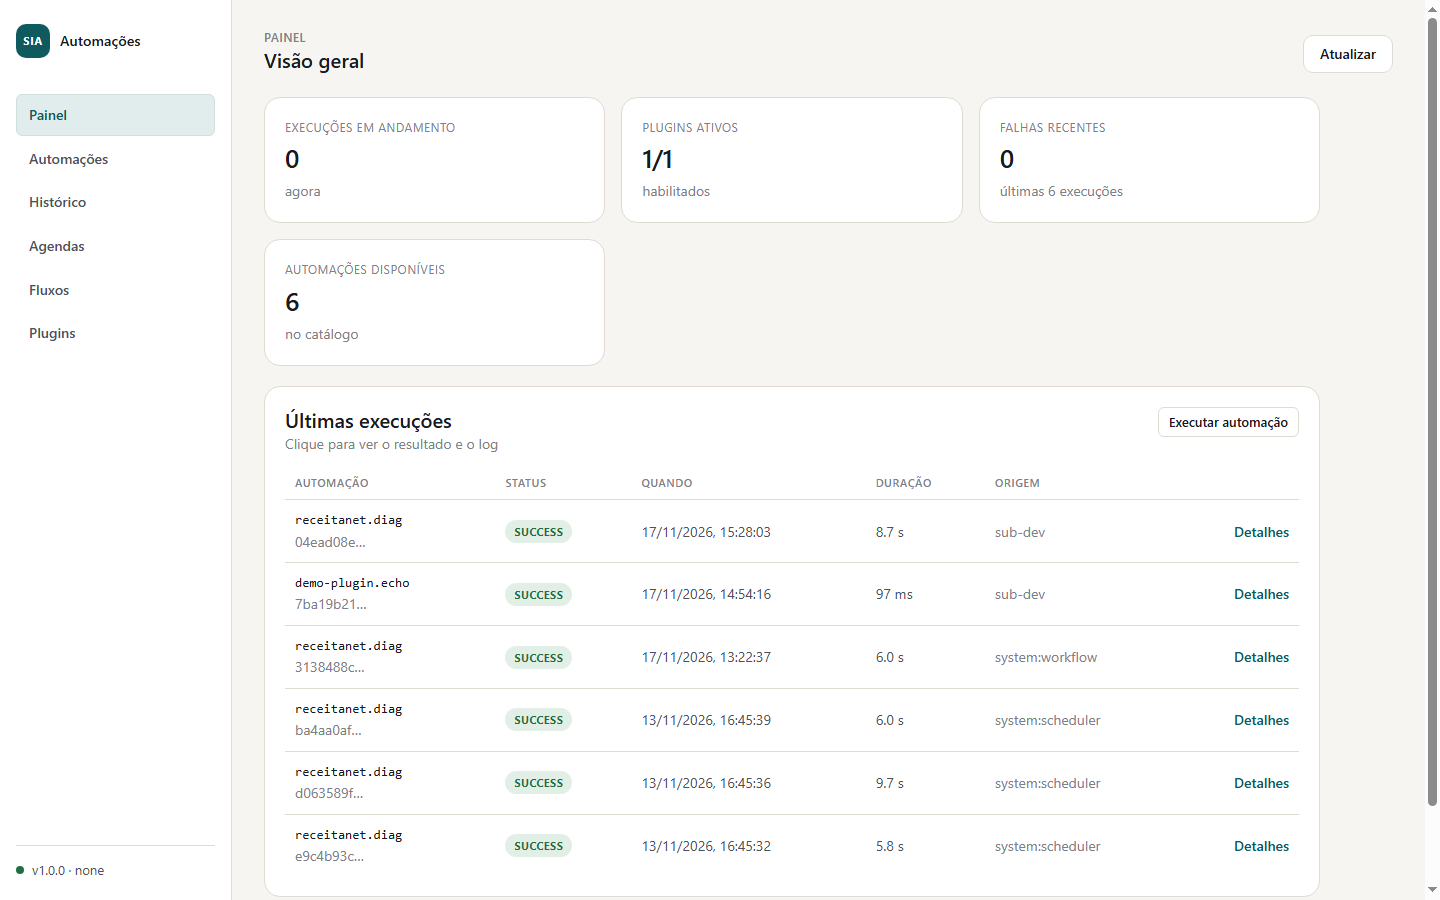 SIA Automações
Painel
Automações
Histórico
Agendas
Fluxos
Plugins
v1.0.0 · none
PAINEL
Visão geral
Atualizar
EXECUÇÕES EM ANDAMENTO
0
agora
PLUGINS ATIVOS
1/1
habilitados
FALHAS RECENTES
0
últimas 6 execuções
AUTOMAÇÕES DISPONÍVEIS
6
no catálogo
Últimas execuções
Clique para ver o resultado e o log
Executar automação
AUTOMAÇÃO STATUS QUANDO DURAÇÃO ORIGEM
receitanet.diag
04ead08e... SUCCESS 17/11/2026, 15:28:03 8.7 s sub-dev Detalhes
demo-plugin.echo
7ba19b21... SUCCESS 17/11/2026, 14:54:16 97 ms sub-dev Detalhes
receitanet.diag
3138488c... SUCCESS 17/11/2026, 13:22:37 6.0 s system:workflow Detalhes
receitanet.diag
ba4aa0af... SUCCESS 13/11/2026, 16:45:39 6.0 s system:scheduler Detalhes
receitanet.diag
d063589f... SUCCESS 13/11/2026, 16:45:36 9.7 s system:scheduler Detalhes
receitanet.diag
e9c4b93c... SUCCESS 13/11/2026, 16:45:32 5.8 s system:scheduler Detalhes